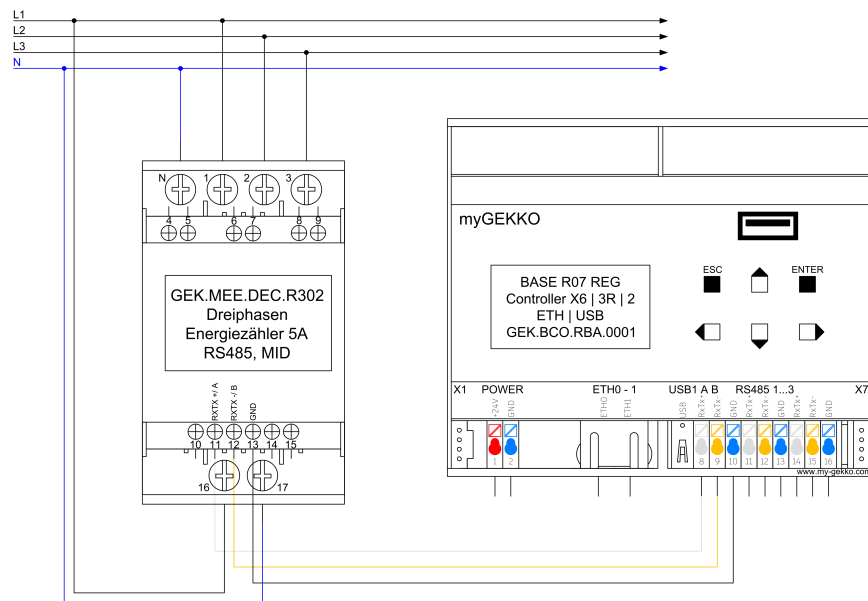 L1
L2
L3
N
N 1 2 3
4 5 6 7 8 9
GEK.MEE.DEC.R302
Dreiphasen
Energiezähler 5A
RS485, MID
RXTX +/ A
RXTX -/ B
GND
10 11 12 13 14 15
16 17
myGEKKO
BASE R07 REG
Controller X6 | 3R | 2
ETH | USB
GEK.BCO.RBA.0001
ESC ENTER
X1 POWER ETH0 - 1 USB1 A B RS485 1...3 X7
+24V
GND
ETH0
ETH1
USB
RxTx+
RxTx-
GND
RxTx+
RxTx-
GND
RxTx+
RxTx-
GND
1 2 8 9 10 11 12 13 14 15 16
www.my-gekko.com